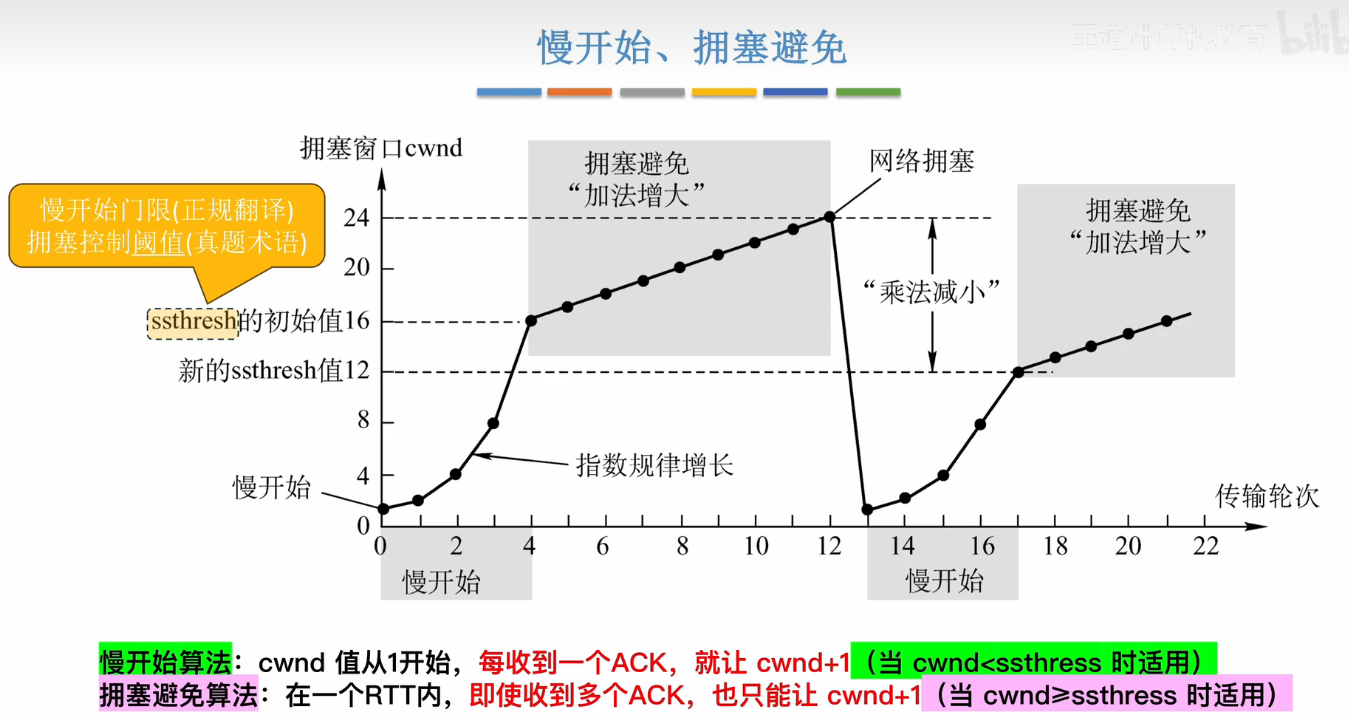 慢开始、拥塞避免
王道计算机教育
bilibili
拥塞窗口cwnd
拥塞避免
“加法增大”
网络拥塞
拥塞避免
“加法增大”
慢开始门限(正规翻译)
拥塞控制阈值(真题术语)
24
20
“乘法减小”
ssthresh的初始值16
新的ssthresh值12
8
指数规律增长
4
慢开始
传输轮次
0
0 2 4 6 8 10 12 14 16 18 20 22
慢开始
慢开始
慢开始算法：cwnd 值从1开始，每收到一个ACK，就让 cwnd+1（当 cwnd<ssthress 时适用）
拥塞避免算法：在一个RTT内，即使收到多个ACK，也只能让 cwnd+1（当 cwnd≥ssthress 时适用）